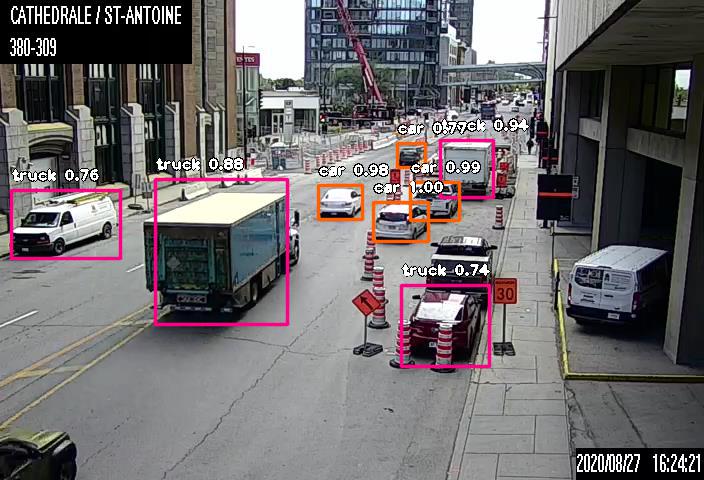 CATHEDRALE / ST-ANTOINE
380-309
car 0.77
truck 0.94
car 0.99
car 0.98
car 1.00
truck 0.76
truck 0.88
truck 0.74
30
2020/08/27 16:24:21